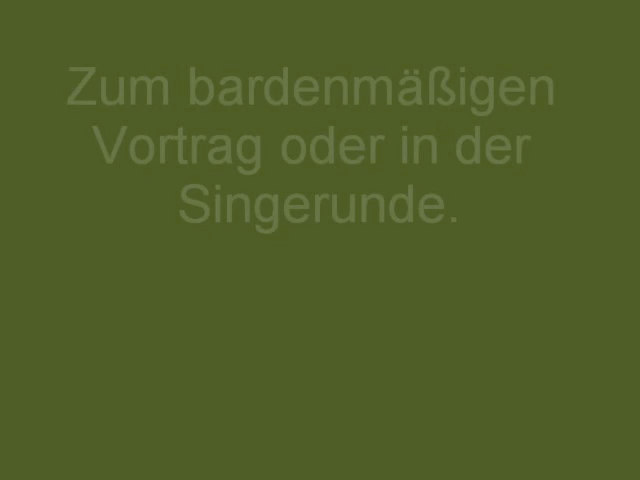 Zum bardenmäßigen
Vortrag oder in der
Singerunde.